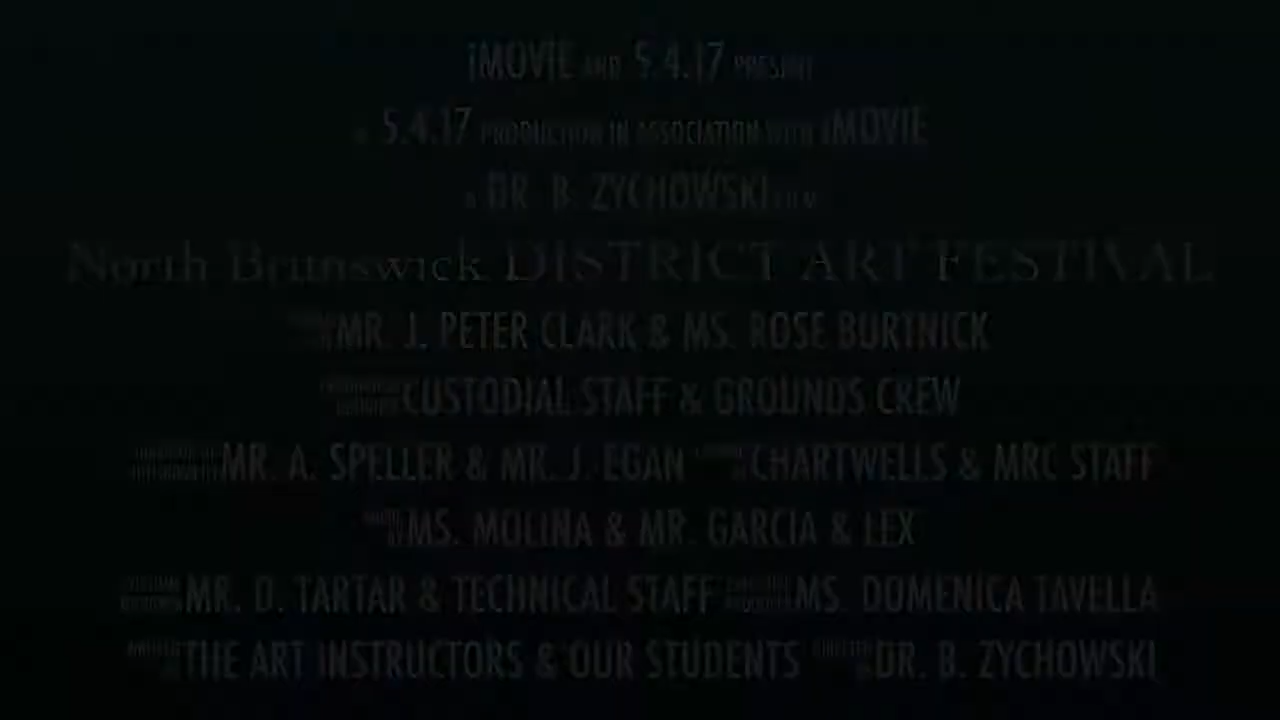 iMOVIE AND 5.4.17 PRESENT
A 5.4.17 PRODUCTION IN ASSOCIATION WITH iMOVIE
A DR. B. ZYCHOWSKI FILM
North Brunswick DISTRICT ART FESTIVAL
MR. J. PETER CLARK & MS. ROSE BURTNICK
CUSTODIAL STAFF & GROUNDS CREW
MR. A. SPELLER & MR. J. EGAN CHARTWELLS & MRC STAFF
MS. MOLINA & MR. GARCIA & LEX
MR. D. TARTAR & TECHNICAL STAFF MS. DOMENICA TAVELLA
THE ART INSTRUCTORS & OUR STUDENTS DR. B. ZYCHOWSKI